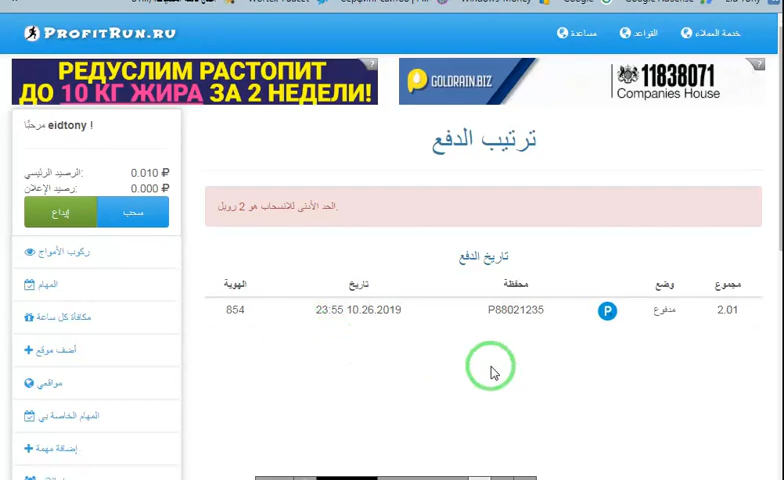 PROFITRUN.RU
خدمة العملاء
القواعد
مساعدة
РЕДУСЛИМ РАСТОПИТ
ДО 10 КГ ЖИРА ЗА 2 НЕДЕЛИ!
?
GOLDRAIN.BIZ
11838071
Companies House
?
مرحبًا eidtony !
الرصيد الرئيسي: 0.010 ₽
رصيد الإعلان: 0.000 ₽
إيداع
سحب
ركوب الأمواج
المهام
مكافأة كل ساعة
أضف موقع
مواقعي
المهام الخاصة بي
إضافة مهمة.
ترتيب الدفع
الحد الأدنى للانسحاب هو 2 روبل.
تاريخ الدفع
الهوية تاريخ محفظة وضع مجموع
854 23:55 10.26.2019 P88021235 P مدفوع 2.01